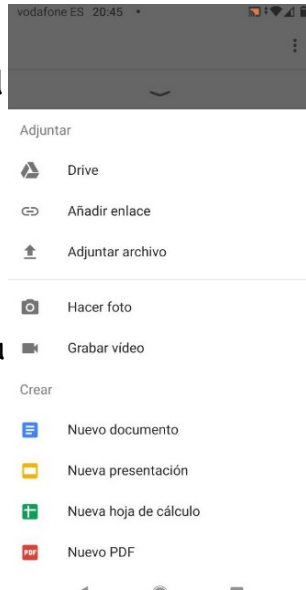 vodafone ES 20:45
Adjuntar
Drive
Añadir enlace
Adjuntar archivo
Hacer foto
Grabar vídeo
Crear
Nuevo documento
Nueva presentación
Nueva hoja de cálculo
PDF
Nuevo PDF